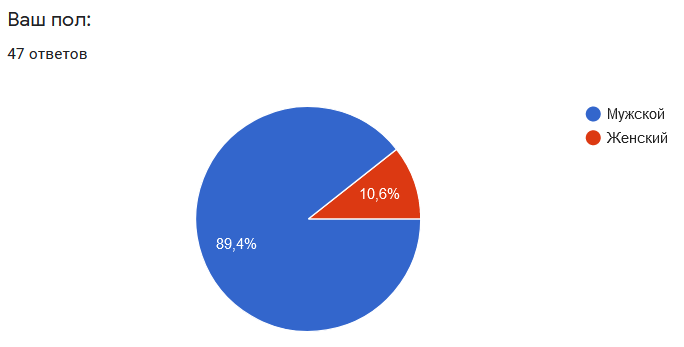 Ваш пол:
47 ответов
Мужской
Женский
10,6%
89,4%